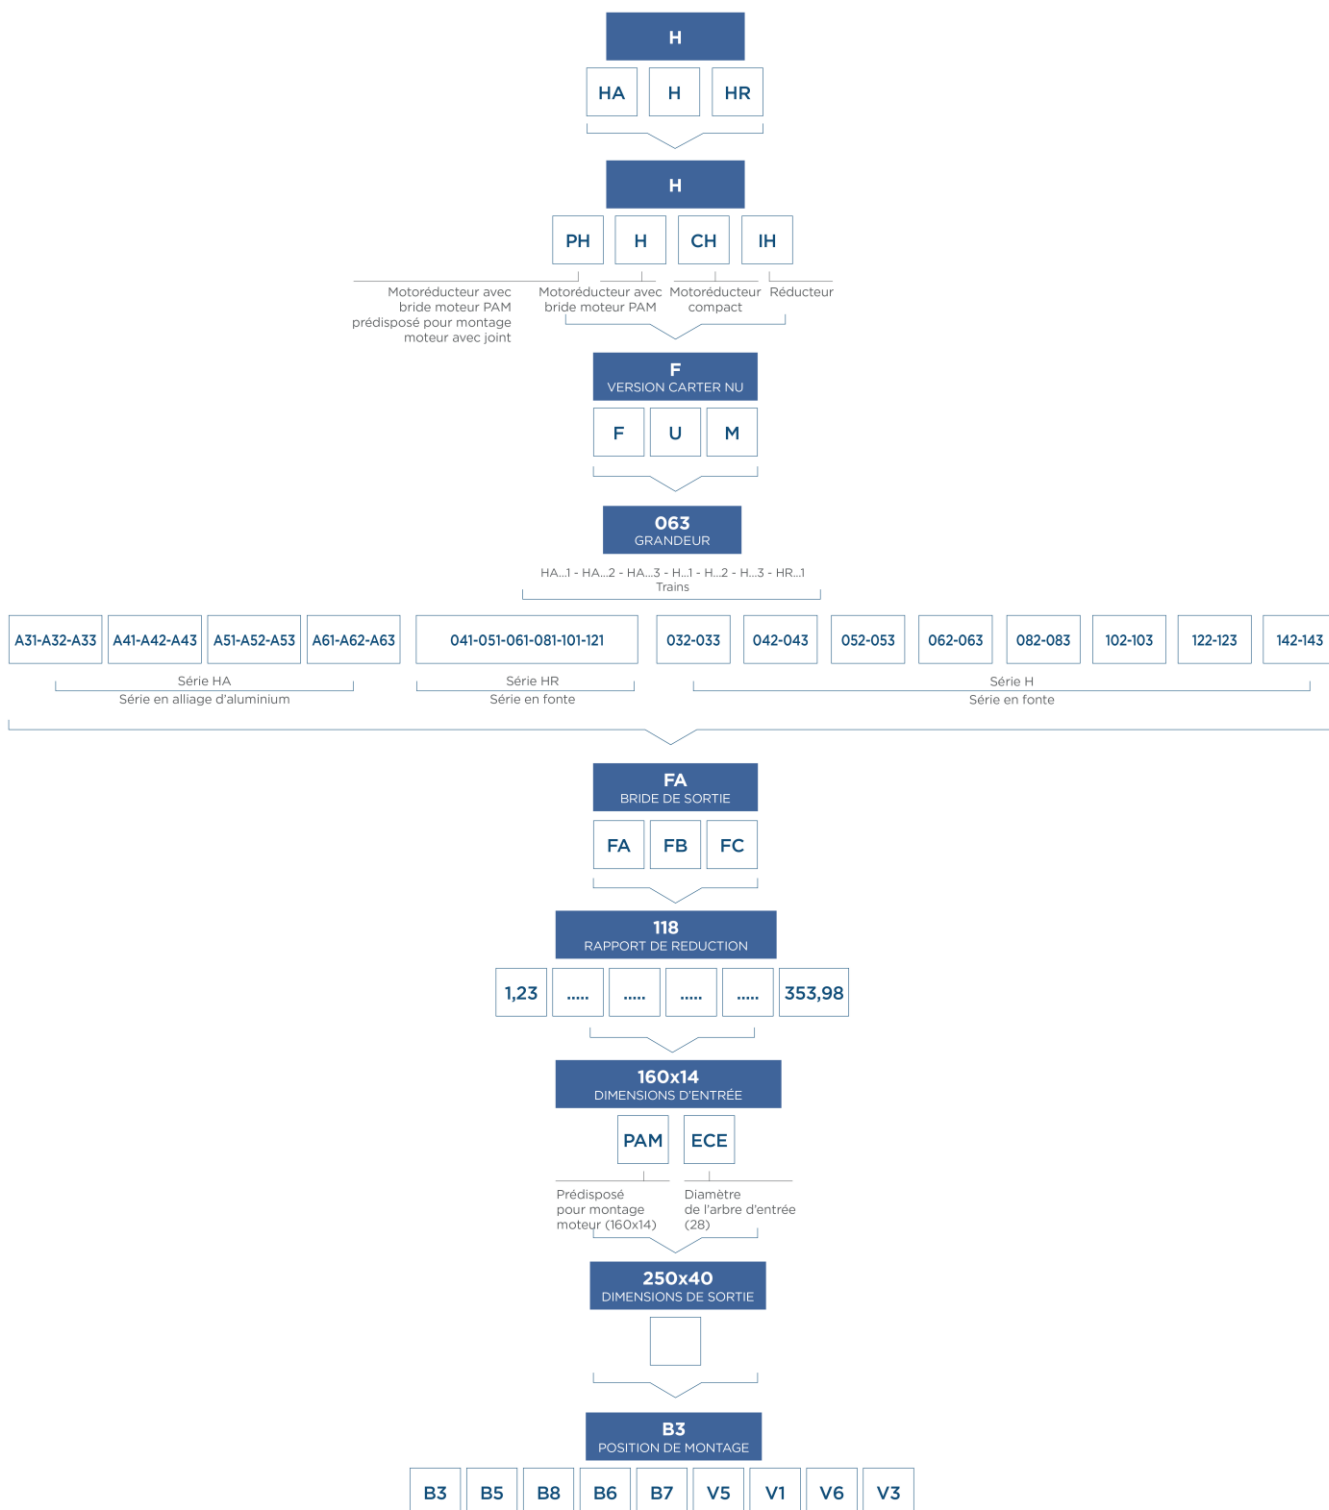 H
HA H HR
H
PH H CH IH
Motoréducteur avec
bride moteur PAM
prédisposé pour montage
moteur avec joint
Motoréducteur avec
bride moteur PAM
Motoréducteur
compact
Réducteur
F
VERSION CARTER NU
F U M
063
GRANDEUR
HA...1 - HA...2 - HA...3 - H...1 - H...2 - H...3 - HR...1
Trains
A31-A32-A33 A41-A42-A43 A51-A52-A53 A61-A62-A63 041-051-061-081-101-121 032-033 042-043 052-053 062-063 082-083 102-103 122-123 142-143
Série HA
Série en alliage d'aluminium
Série HR
Série en fonte
Série H
Série en fonte
FA
BRIDE DE SORTIE
FA FB FC
118
RAPPORT DE REDUCTION
1,23 ..... ..... ..... ..... 353,98
160x14
DIMENSIONS D'ENTRÉE
PAM ECE
Prédisposé
pour montage
moteur (160x14)
Diamètre
de l'arbre d'entrée
(28)
250x40
DIMENSIONS DE SORTIE
B3
POSITION DE MONTAGE
B3 B5 B8 B6 B7 V5 V1 V6 V3